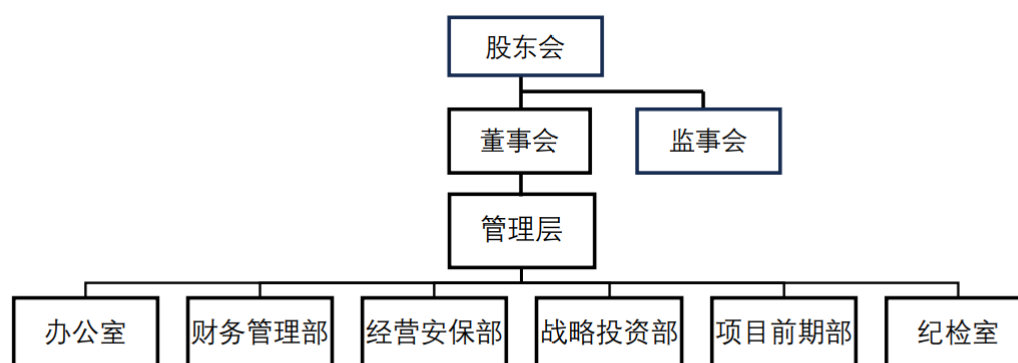 股东会
董事会
监事会
管理层
办公室
财务管理部
经营安保部
战略投资部
项目前期部
纪检室